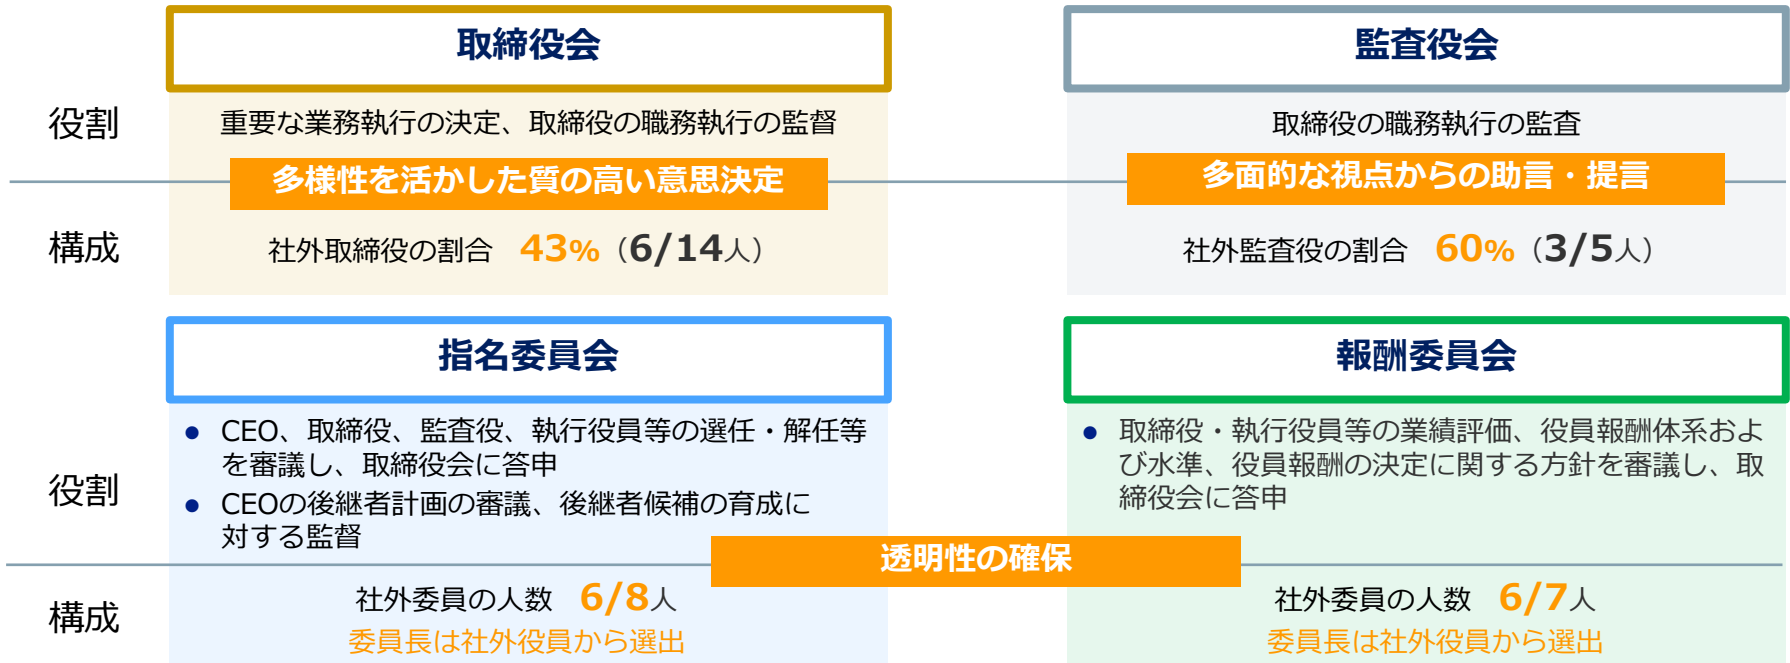 取締役会
監査役会
役割
重要な業務執行の決定、取締役の職務執行の監督
取締役の職務執行の監査
多様性を活かした質の高い意思決定
多面的な視点からの助言・提言
構成
社外取締役の割合 43%（6/14人）
社外監査役の割合 60%（3/5人）
指名委員会
報酬委員会
役割
● CEO、取締役、監査役、執行役員等の選任・解任等
を審議し、取締役会に答申
● CEOの後継者計画の審議、後継者候補の育成に
対する監督
● 取締役・執行役員等の業績評価、役員報酬体系およ
び水準、役員報酬の決定に関する方針を審議し、取
締役会に答申
透明性の確保
構成
社外委員の人数 6/8人
委員長は社外役員から選出
社外委員の人数 6/7人
委員長は社外役員から選出